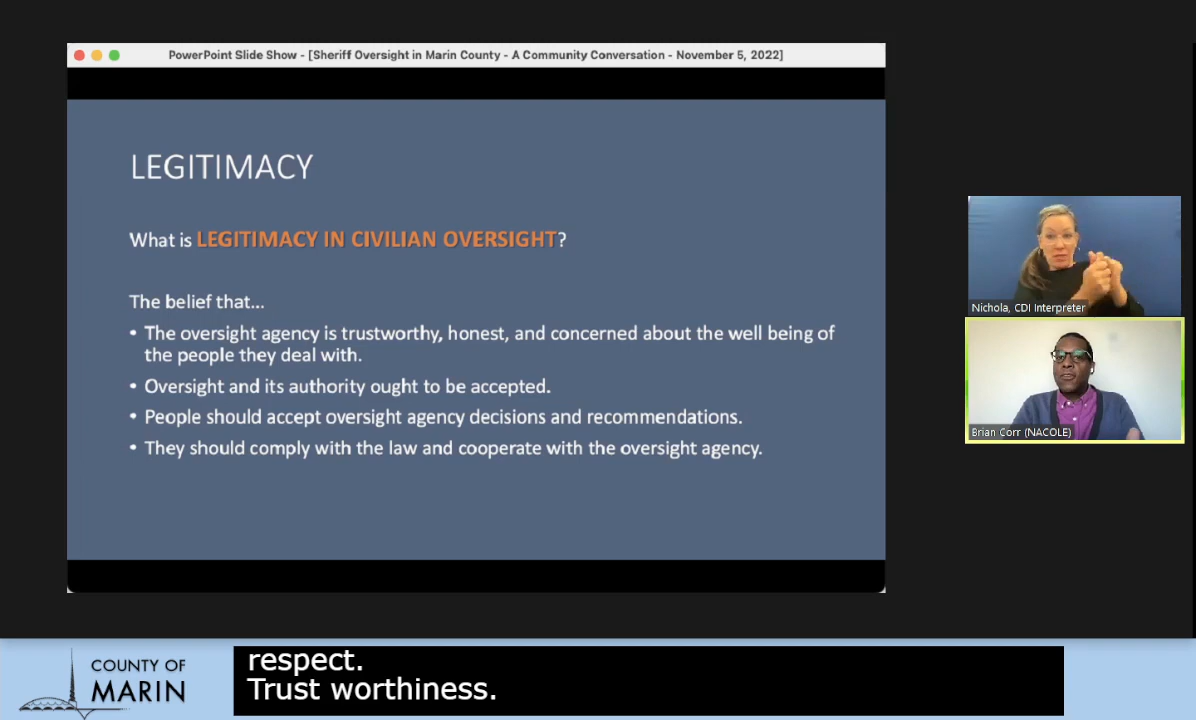 PowerPoint Slide Show - [Sheriff Oversight in Marin County - A Community Conversation - November 5, 2022]
LEGITIMACY
What is LEGITIMACY IN CIVILIAN OVERSIGHT?
The belief that...
• The oversight agency is trustworthy, honest, and concerned about the well being of
the people they deal with.
• Oversight and its authority ought to be accepted.
• People should accept oversight agency decisions and recommendations.
• They should comply with the law and cooperate with the oversight agency.
Nichola, CDI Interpreter
Brian Corr (NACOLE)
COUNTY OF
MARIN
respect.
Trust worthiness.